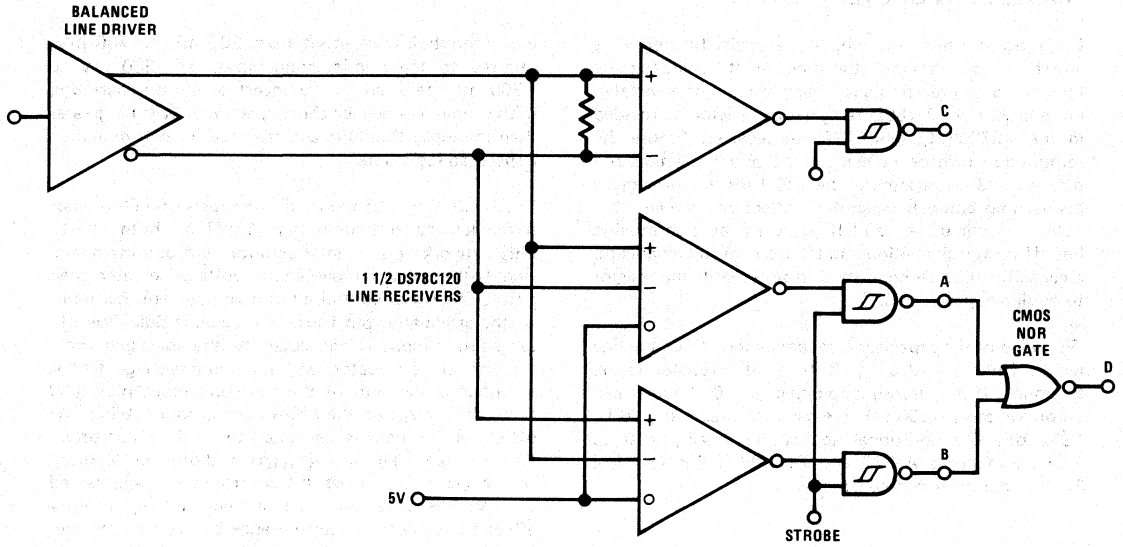 BALANCED
LINE DRIVER
+
−
C
1 1/2 DS78C120
LINE RECEIVERS
+
−
A
CMOS
NOR
GATE
D
+
−
B
5V
STROBE